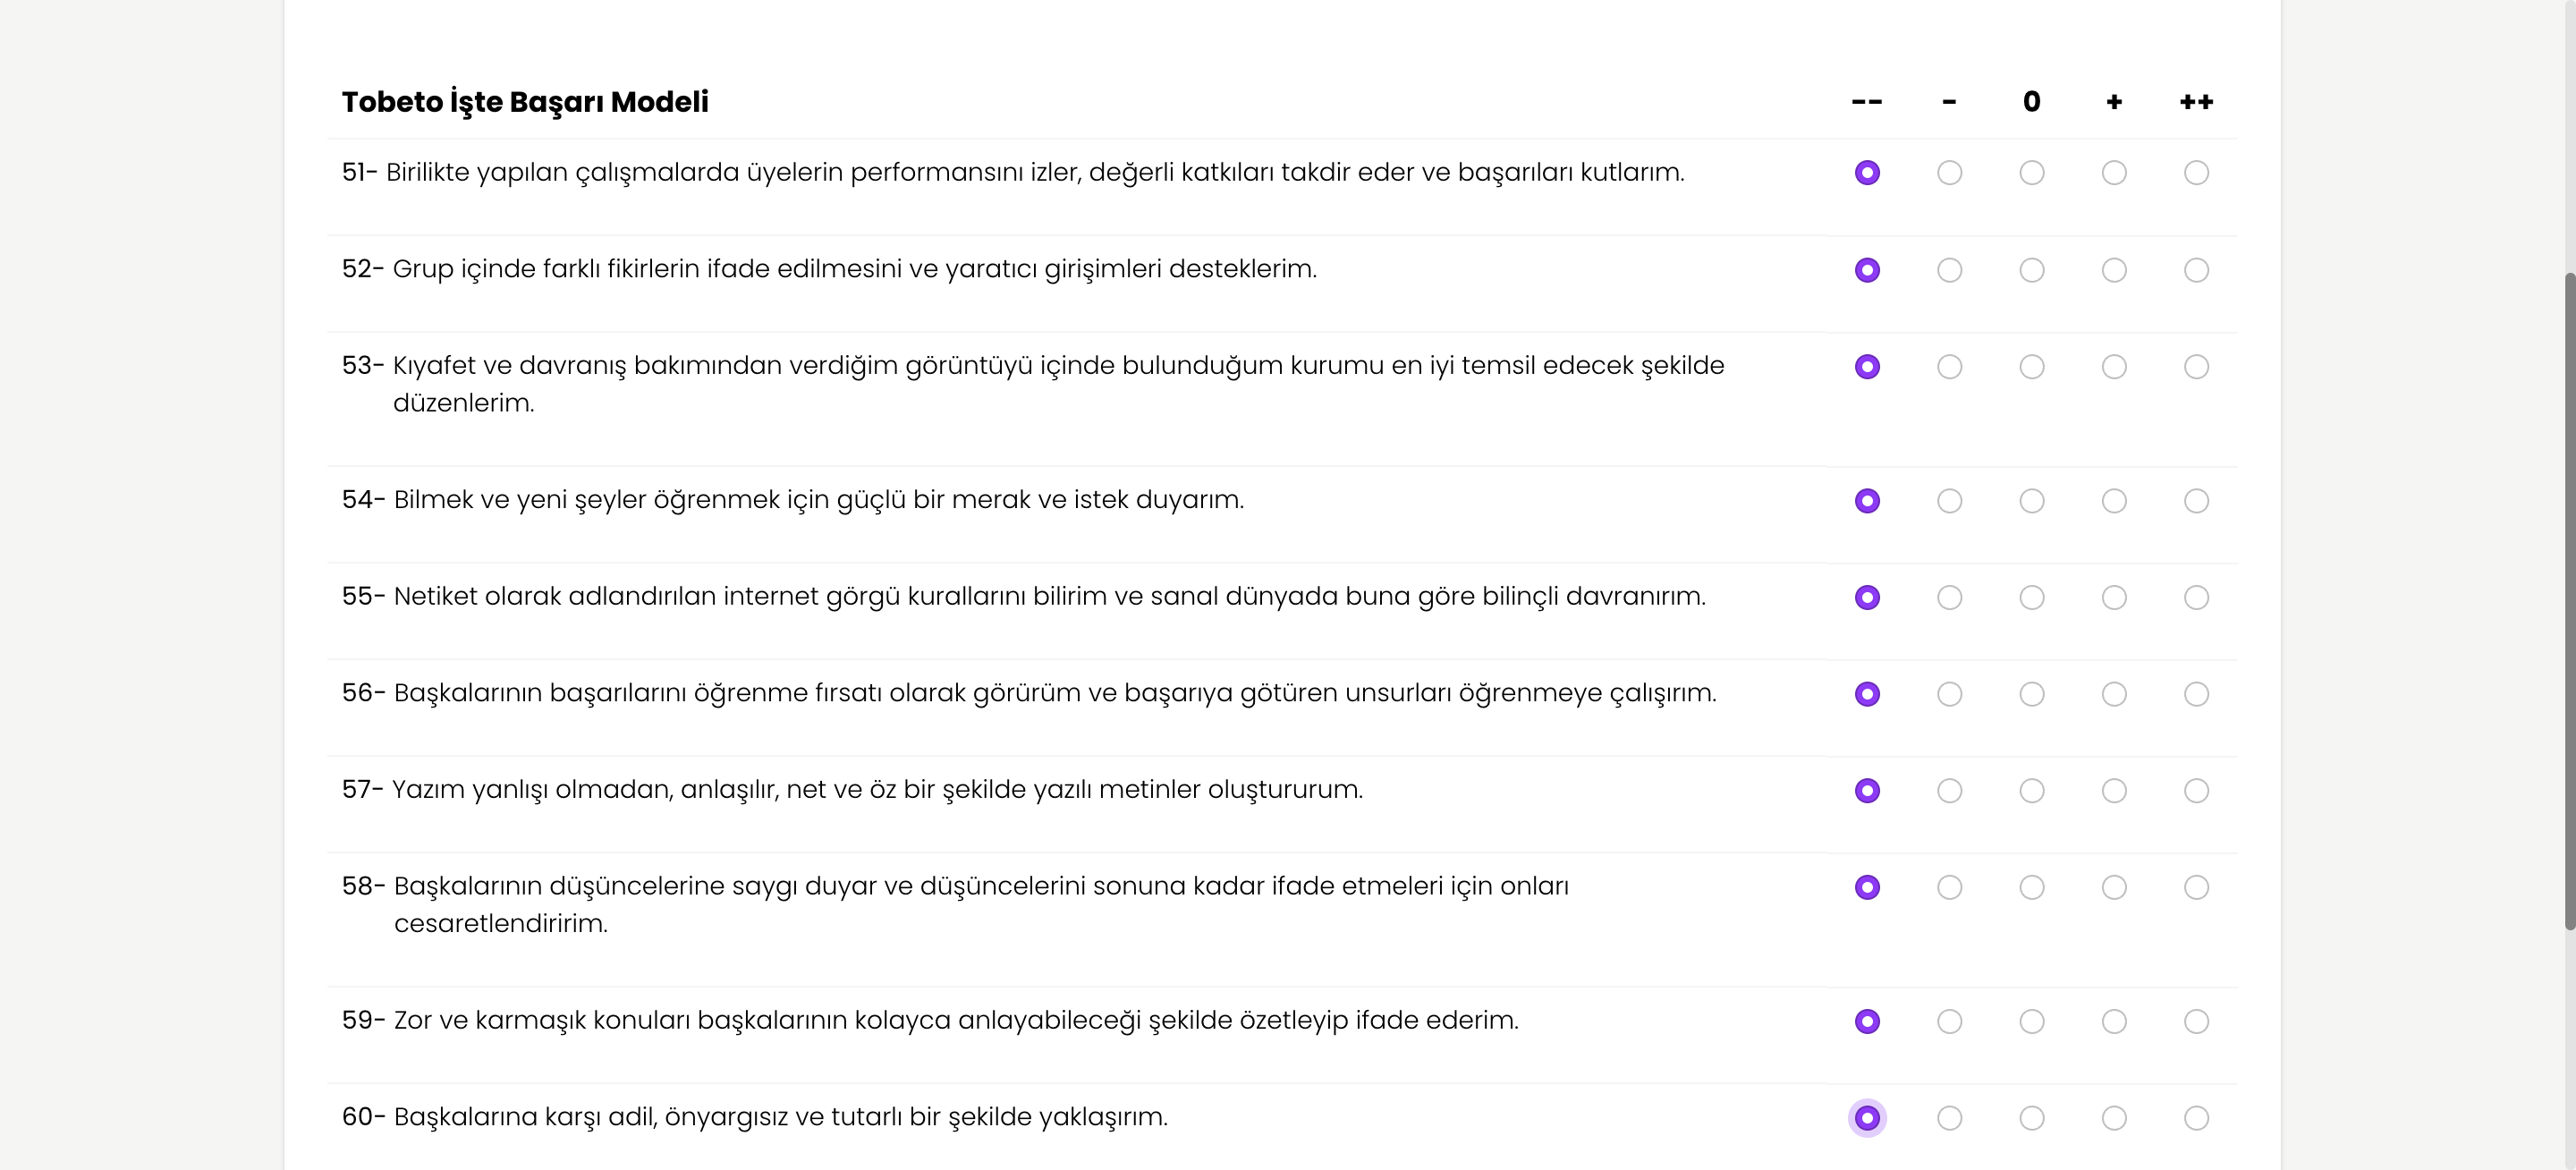 Tobeto İşte Başarı Modeli -- - 0 + ++
51- Birilikte yapılan çalışmalarda üyelerin performansını izler, değerli katkıları takdir eder ve başarıları kutlarım.
52- Grup içinde farklı fikirlerin ifade edilmesini ve yaratıcı girişimleri desteklerim.
53- Kıyafet ve davranış bakımından verdiğim görüntüyü içinde bulunduğum kurumu en iyi temsil edecek şekilde
düzenlerim.
54- Bilmek ve yeni şeyler öğrenmek için güçlü bir merak ve istek duyarım.
55- Netiket olarak adlandırılan internet görgü kurallarını bilirim ve sanal dünyada buna göre bilinçli davranırım.
56- Başkalarının başarılarını öğrenme fırsatı olarak görürüm ve başarıya götüren unsurları öğrenmeye çalışırım.
57- Yazım yanlışı olmadan, anlaşılır, net ve öz bir şekilde yazılı metinler oluştururum.
58- Başkalarının düşüncelerine saygı duyar ve düşüncelerini sonuna kadar ifade etmeleri için onları
cesaretlendiririm.
59- Zor ve karmaşık konuları başkalarının kolayca anlayabileceği şekilde özetleyip ifade ederim.
60- Başkalarına karşı adil, önyargısız ve tutarlı bir şekilde yaklaşırım.